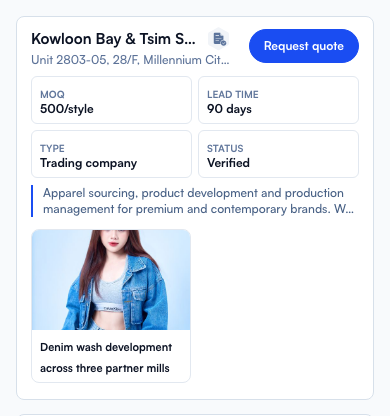 Kowloon Bay & Tsim S...
Request quote
Unit 2803-05, 28/F, Millennium Cit...
MOQ
500/style
LEAD TIME
90 days
TYPE
Trading company
STATUS
Verified
Apparel sourcing, product development and production
management for premium and contemporary brands. W...
Denim wash development
across three partner mills